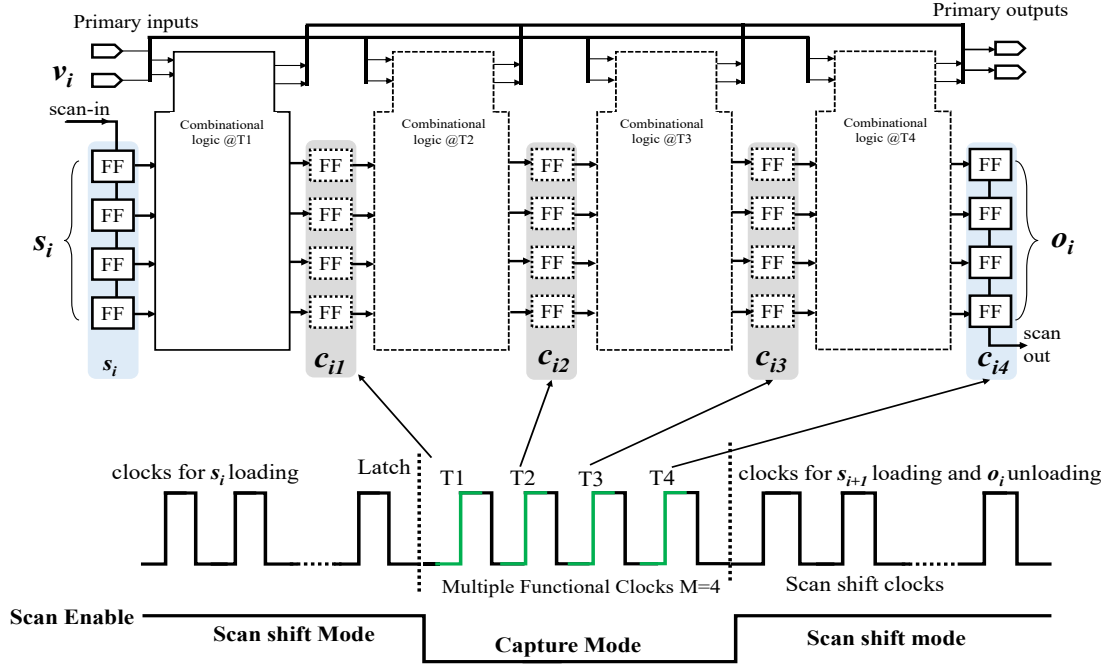 Primary inputs
Primary outputs
v_i
scan-in
Combinational
logic @T1
Combinational
logic @T2
Combinational
logic @T3
Combinational
logic @T4
FF FF FF FF FF
FF FF FF FF FF
s_i
o_i
FF FF FF FF FF
FF FF FF FF FF
scan
out
s_i
c_i1
c_i2
c_i3
c_i4
clocks for s_i loading
Latch
T1
T2
T3
T4
clocks for s_i+1 loading and o_i unloading
Multiple Functional Clocks M=4
Scan shift clocks
Scan Enable
Scan shift Mode
Capture Mode
Scan shift mode